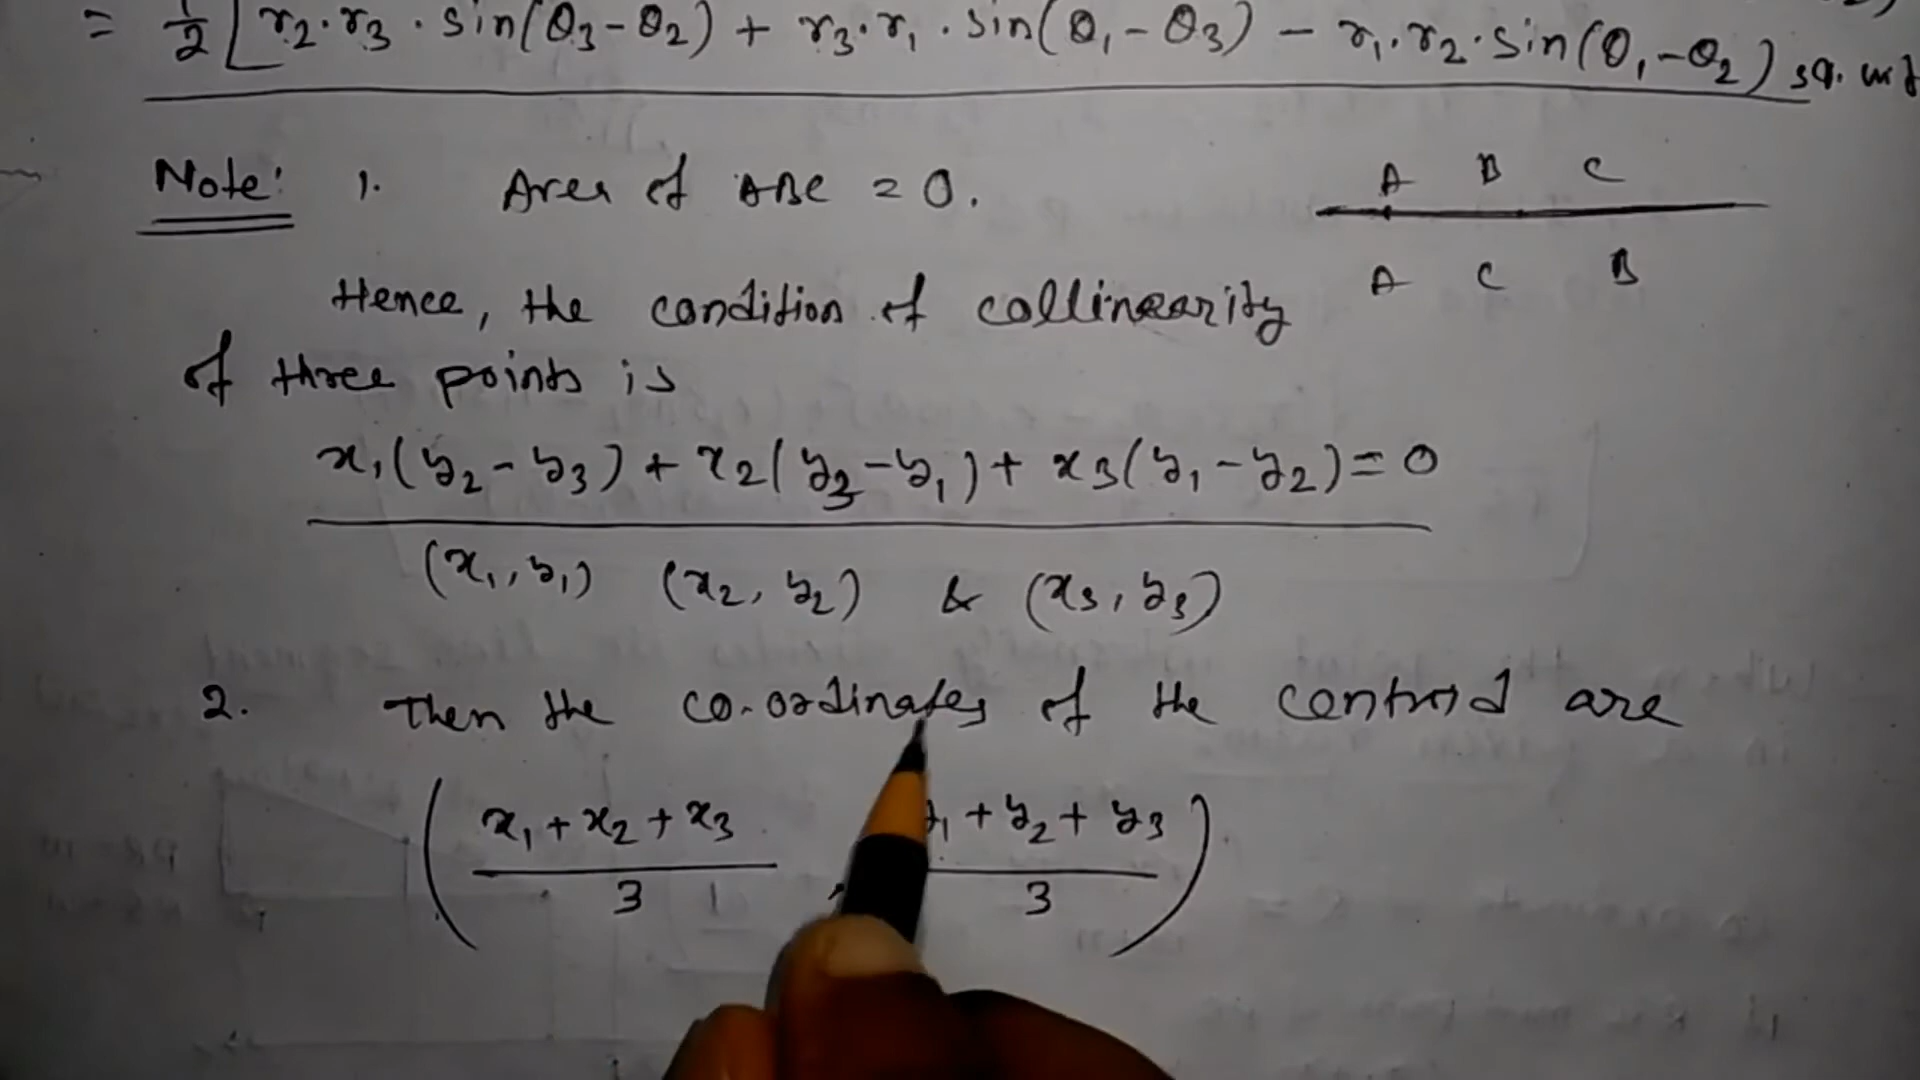 = 1/2 [r₂·r₃·sin(θ₃-θ₂) + r₃·r₁·sin(θ₁-θ₃) - r₁·r₂·sin(θ₁-θ₂) sq. unit
Note: 1. Area of ABC = 0.
A B C
A C B
Hence, the condition of collinearity
of three points is
x₁(y₂-y₃) + x₂(y₃-y₁) + x₃(y₁-y₂) = 0
(x₁, y₁) (x₂, y₂) & (x₃, y₃)
2. Then the co-ordinates of the centroid are
( (x₁+x₂+x₃)/3 , y₁+y₂+y₃/3 )